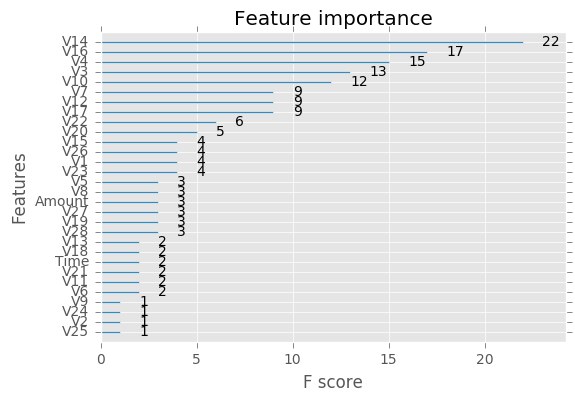 Feature importance
V14 22
V16 17
V4 15
V3 13
V10 12
V7 9
V12 9
V17 9
V22 6
V20 5
V15 4
V26 4
V1 4
V23 4
V5 3
V8 3
Amount 3
V27 3
V19 3
V28 3
V13 2
V18 2
Time 2
V21 2
V11 2
V6 2
V9 1
V24 1
V2 1
V25 1
0 5 10 15 20
F score
Features